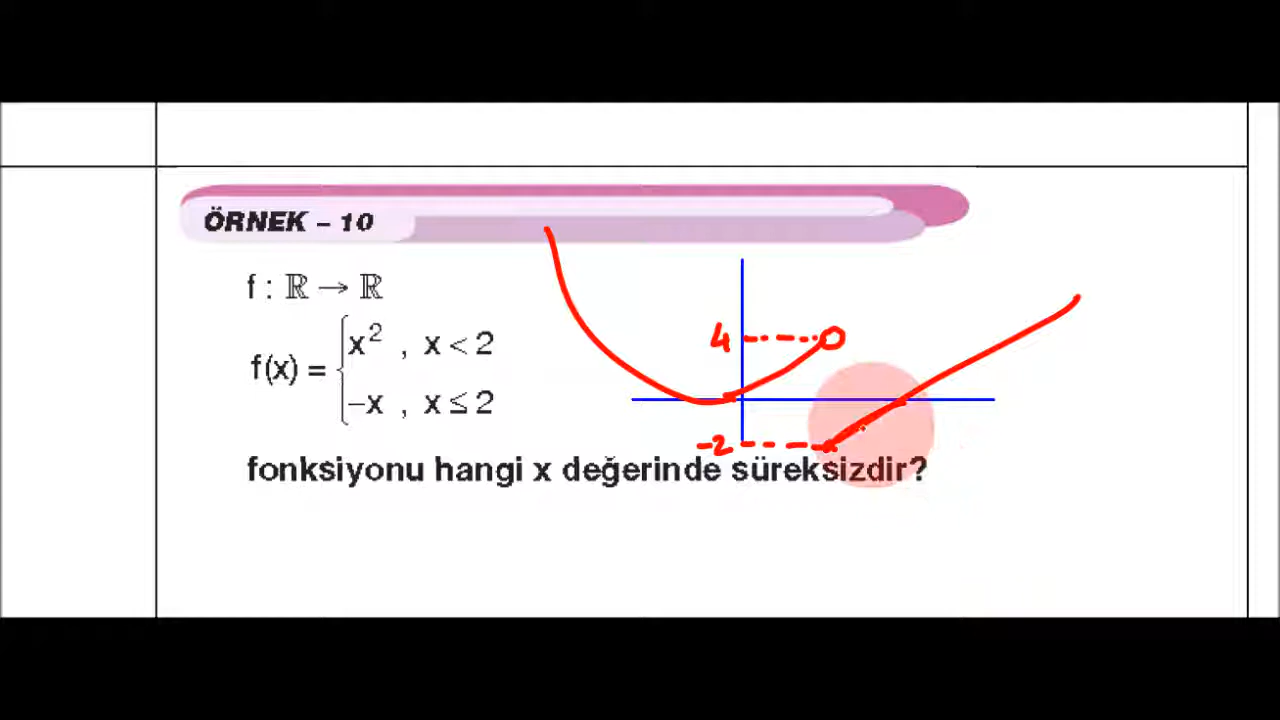 ÖRNEK – 10
f : ℝ → ℝ
f(x) = { x² , x < 2
–x , x ≤ 2
fonksiyonu hangi x değerinde süreksizdir?
4
-2